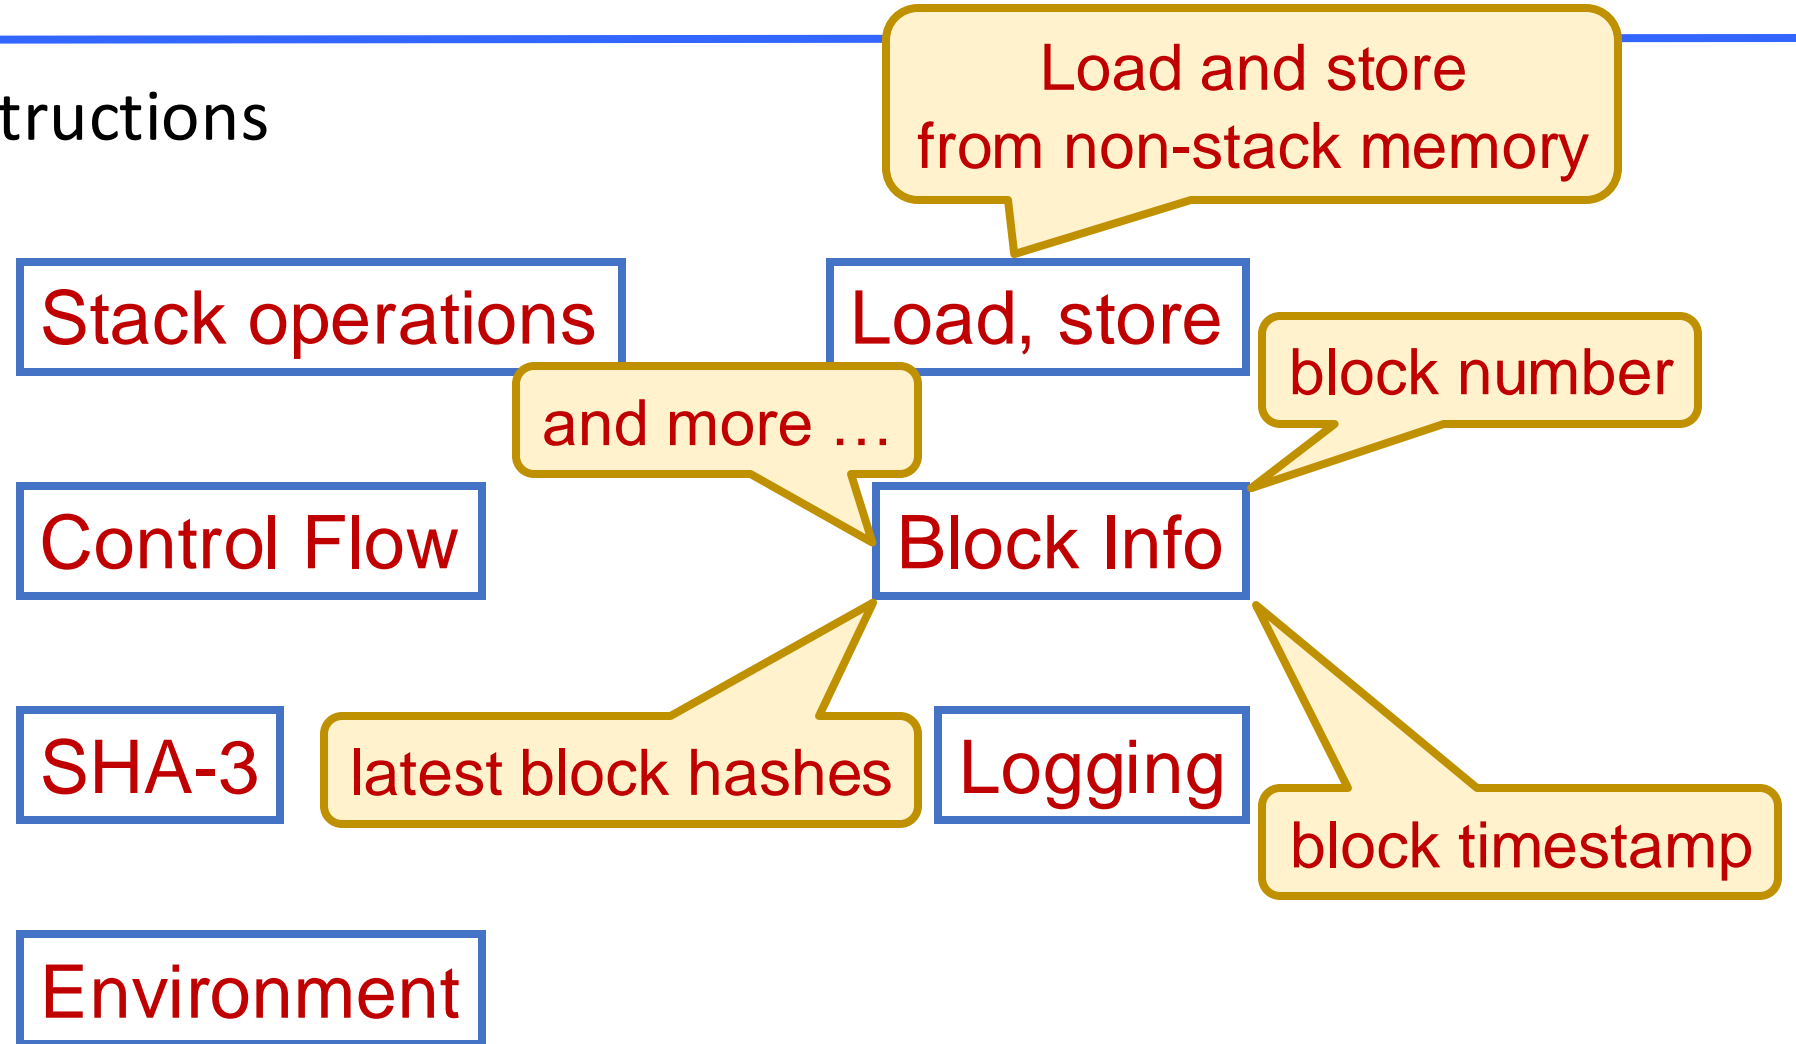 tructions
Load and store
from non-stack memory
Stack operations
Load, store
and more …
block number
Control Flow
Block Info
SHA-3
latest block hashes
Logging
block timestamp
Environment